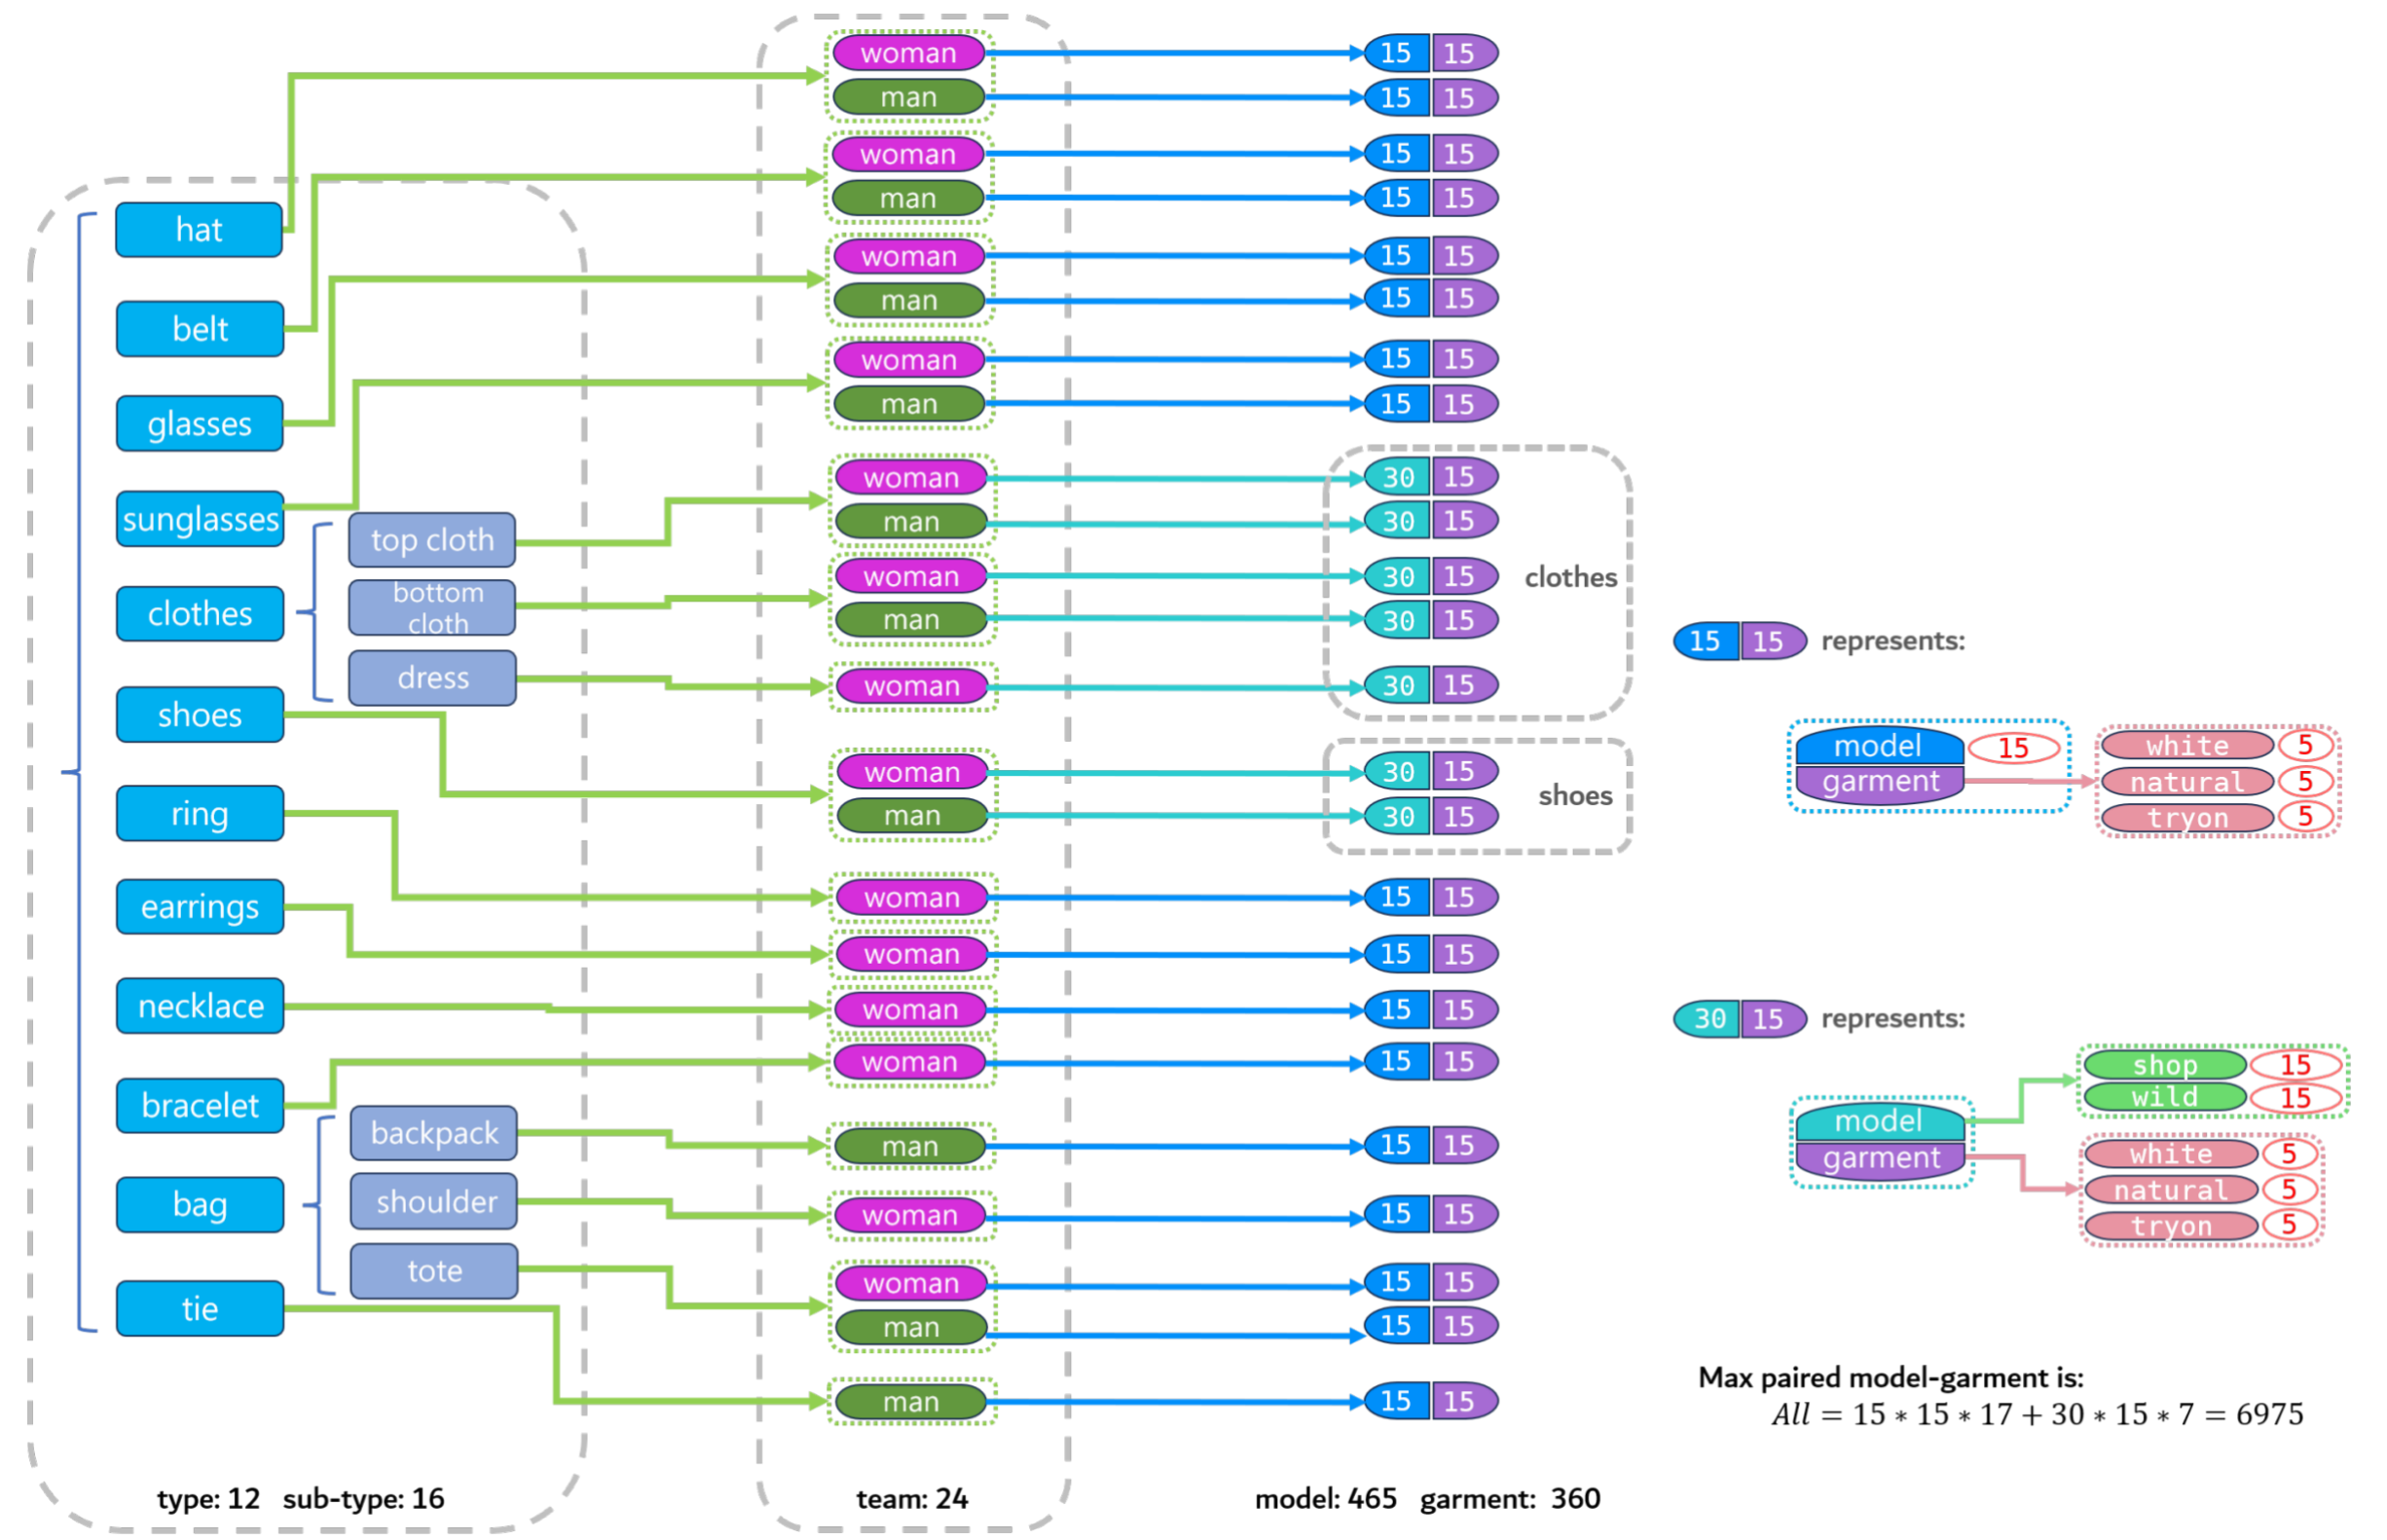 hat
belt
glasses
sunglasses
clothes
shoes
ring
earrings
necklace
bracelet
bag
tie
top cloth
bottom
cloth
dress
backpack
shoulder
tote
type: 12 sub-type: 16
woman 15 15
man 15 15
woman 15 15
man 15 15
woman 15 15
man 15 15
woman 15 15
man 15 15
woman 30 15
man 30 15
woman 30 15
man 30 15
woman 30 15
clothes
woman 30 15
man 30 15
shoes
woman 15 15
woman 15 15
woman 15 15
woman 15 15
man 15 15
woman 15 15
woman 15 15
man 15 15
man 15 15
team: 24
model: 465 garment: 360
15 15 represents:
model 15
garment
white 5
natural 5
tryon 5
30 15 represents:
shop 15
wild 15
model
garment
white 5
natural 5
tryon 5
Max paired model-garment is:
All = 15 * 15 * 17 + 30 * 15 * 7 = 6975